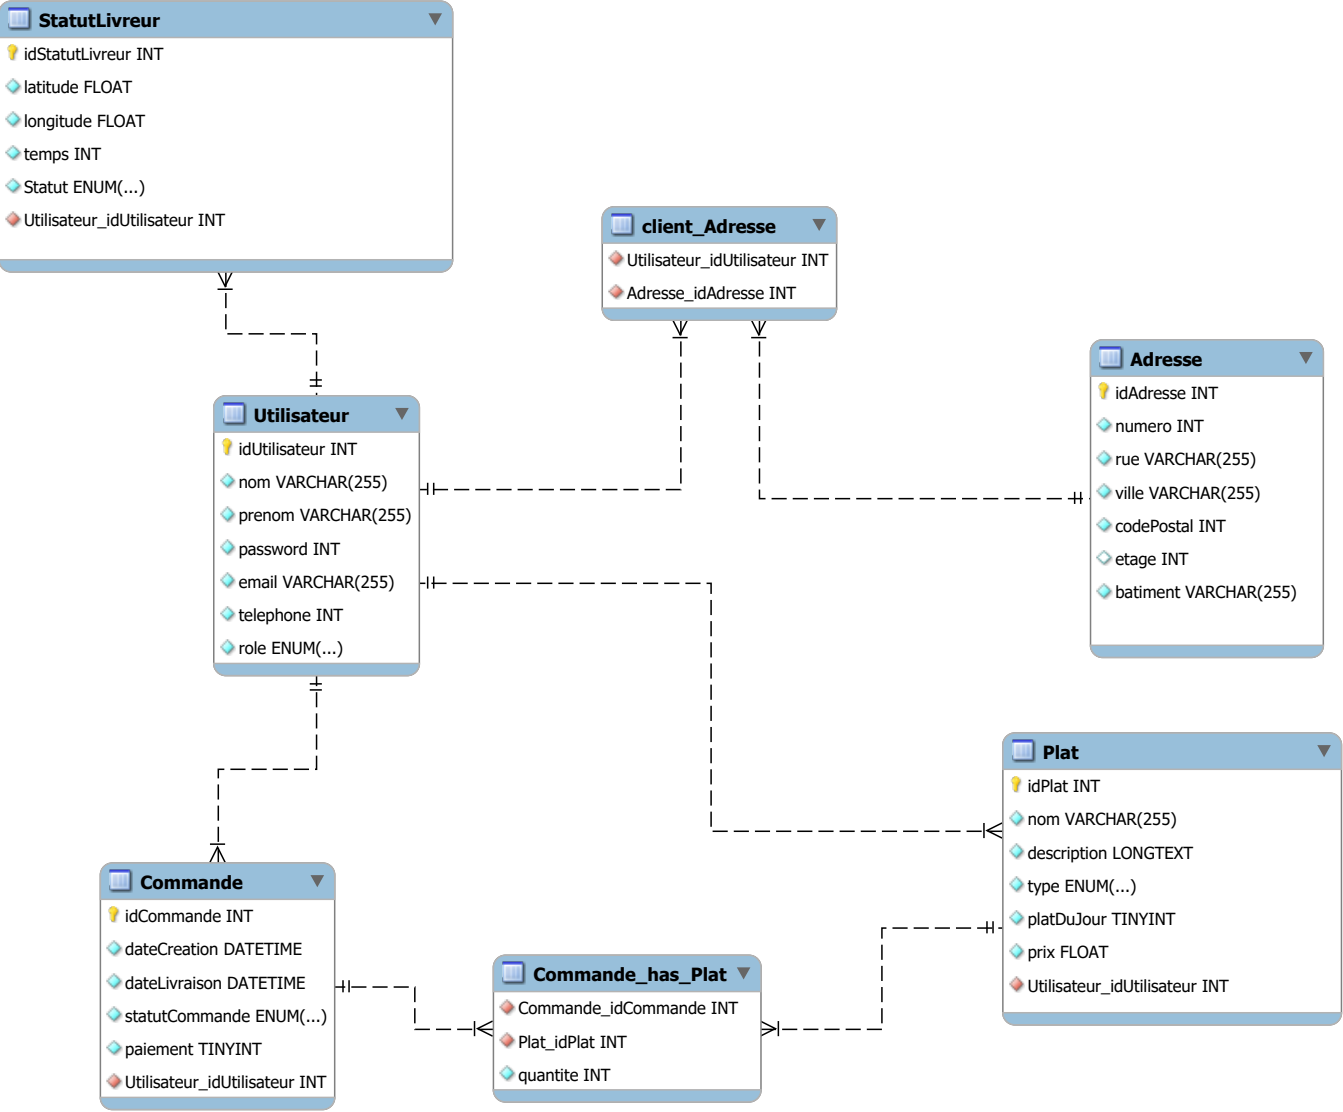 StatutLivreur
idStatutLivreur INT
latitude FLOAT
longitude FLOAT
temps INT
Statut ENUM(...)
Utilisateur_idUtilisateur INT
client_Adresse
Utilisateur_idUtilisateur INT
Adresse_idAdresse INT
Adresse
idAdresse INT
numero INT
rue VARCHAR(255)
ville VARCHAR(255)
codePostal INT
etage INT
batiment VARCHAR(255)
Utilisateur
idUtilisateur INT
nom VARCHAR(255)
prenom VARCHAR(255)
password INT
email VARCHAR(255)
telephone INT
role ENUM(...)
Plat
idPlat INT
nom VARCHAR(255)
description LONGTEXT
type ENUM(...)
platDuJour TINYINT
prix FLOAT
Utilisateur_idUtilisateur INT
Commande
idCommande INT
dateCreation DATETIME
dateLivraison DATETIME
statutCommande ENUM(...)
paiement TINYINT
Utilisateur_idUtilisateur INT
Commande_has_Plat
Commande_idCommande INT
Plat_idPlat INT
quantite INT